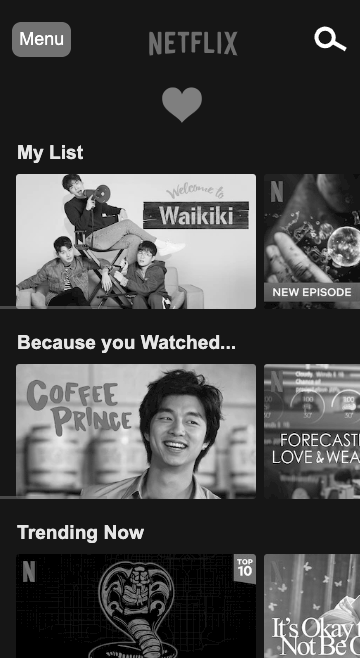 Menu
NETFLIX
My List
Welcome to
Waikiki
N
NEW EPISODE
Because you Watched...
COFFEE
PRINCE
N
FORECASTI
LOVE & WEA
Trending Now
N
TOP
10
It's Okay t
Not Be O